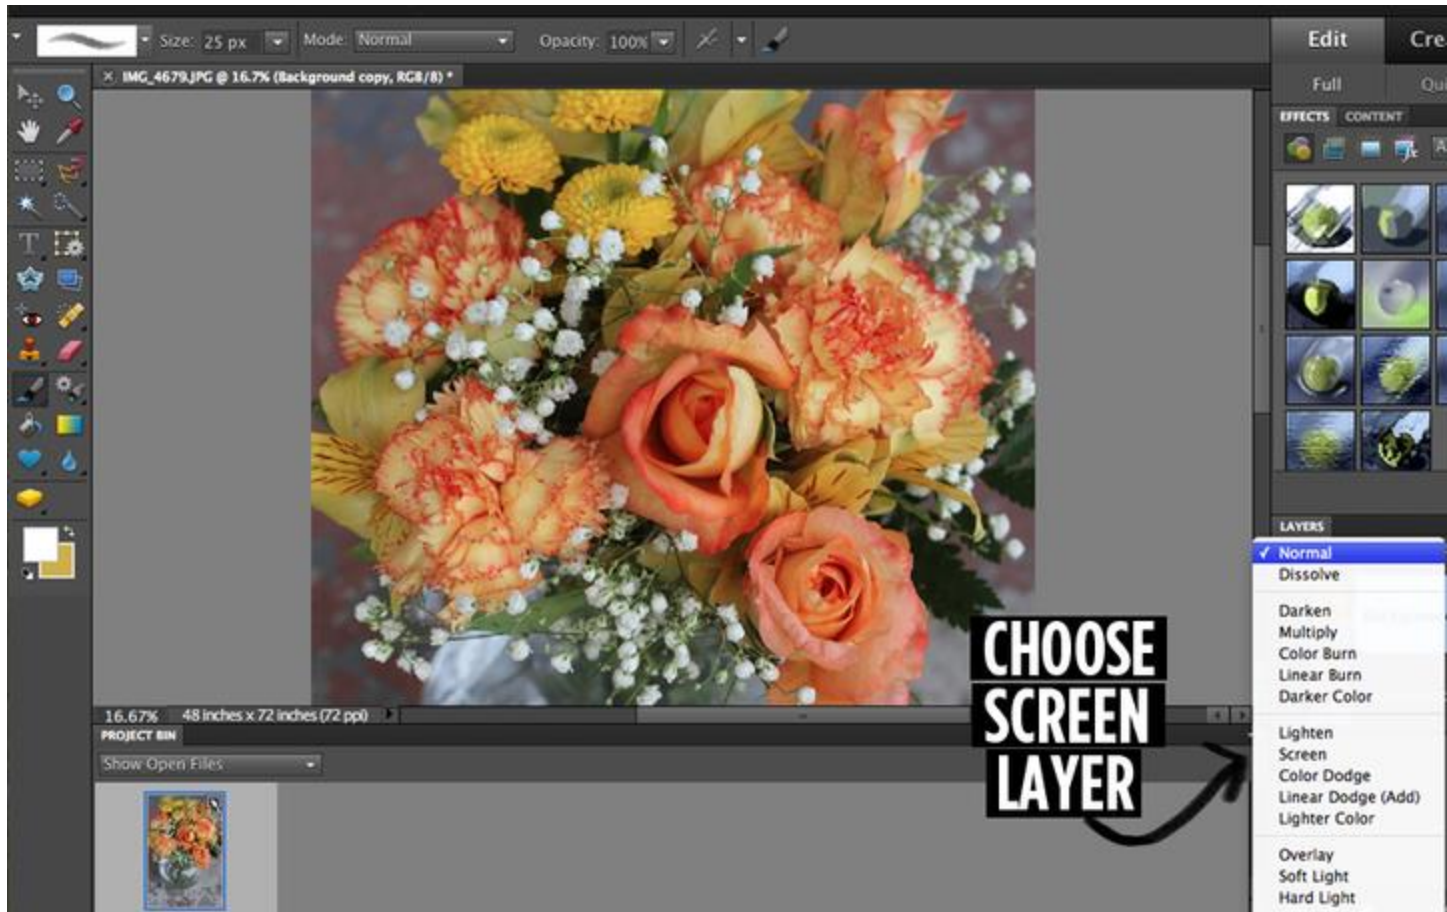 Size: 25 px Mode: Normal Opacity: 100%
Edit
Full
IMG_4679.JPG @ 16.7% (Background copy, RGB/8) *
EFFECTS CONTENT
T
LAYERS
✓ Normal
Dissolve
Darken
Multiply
Color Burn
Linear Burn
Darker Color
Lighten
Screen
Color Dodge
Linear Dodge (Add)
Lighter Color
Overlay
Soft Light
Hard Light
CHOOSE
SCREEN
LAYER
16.67% 48 inches x 72 inches (72 ppi)
PROJECT BIN
Show Open Files